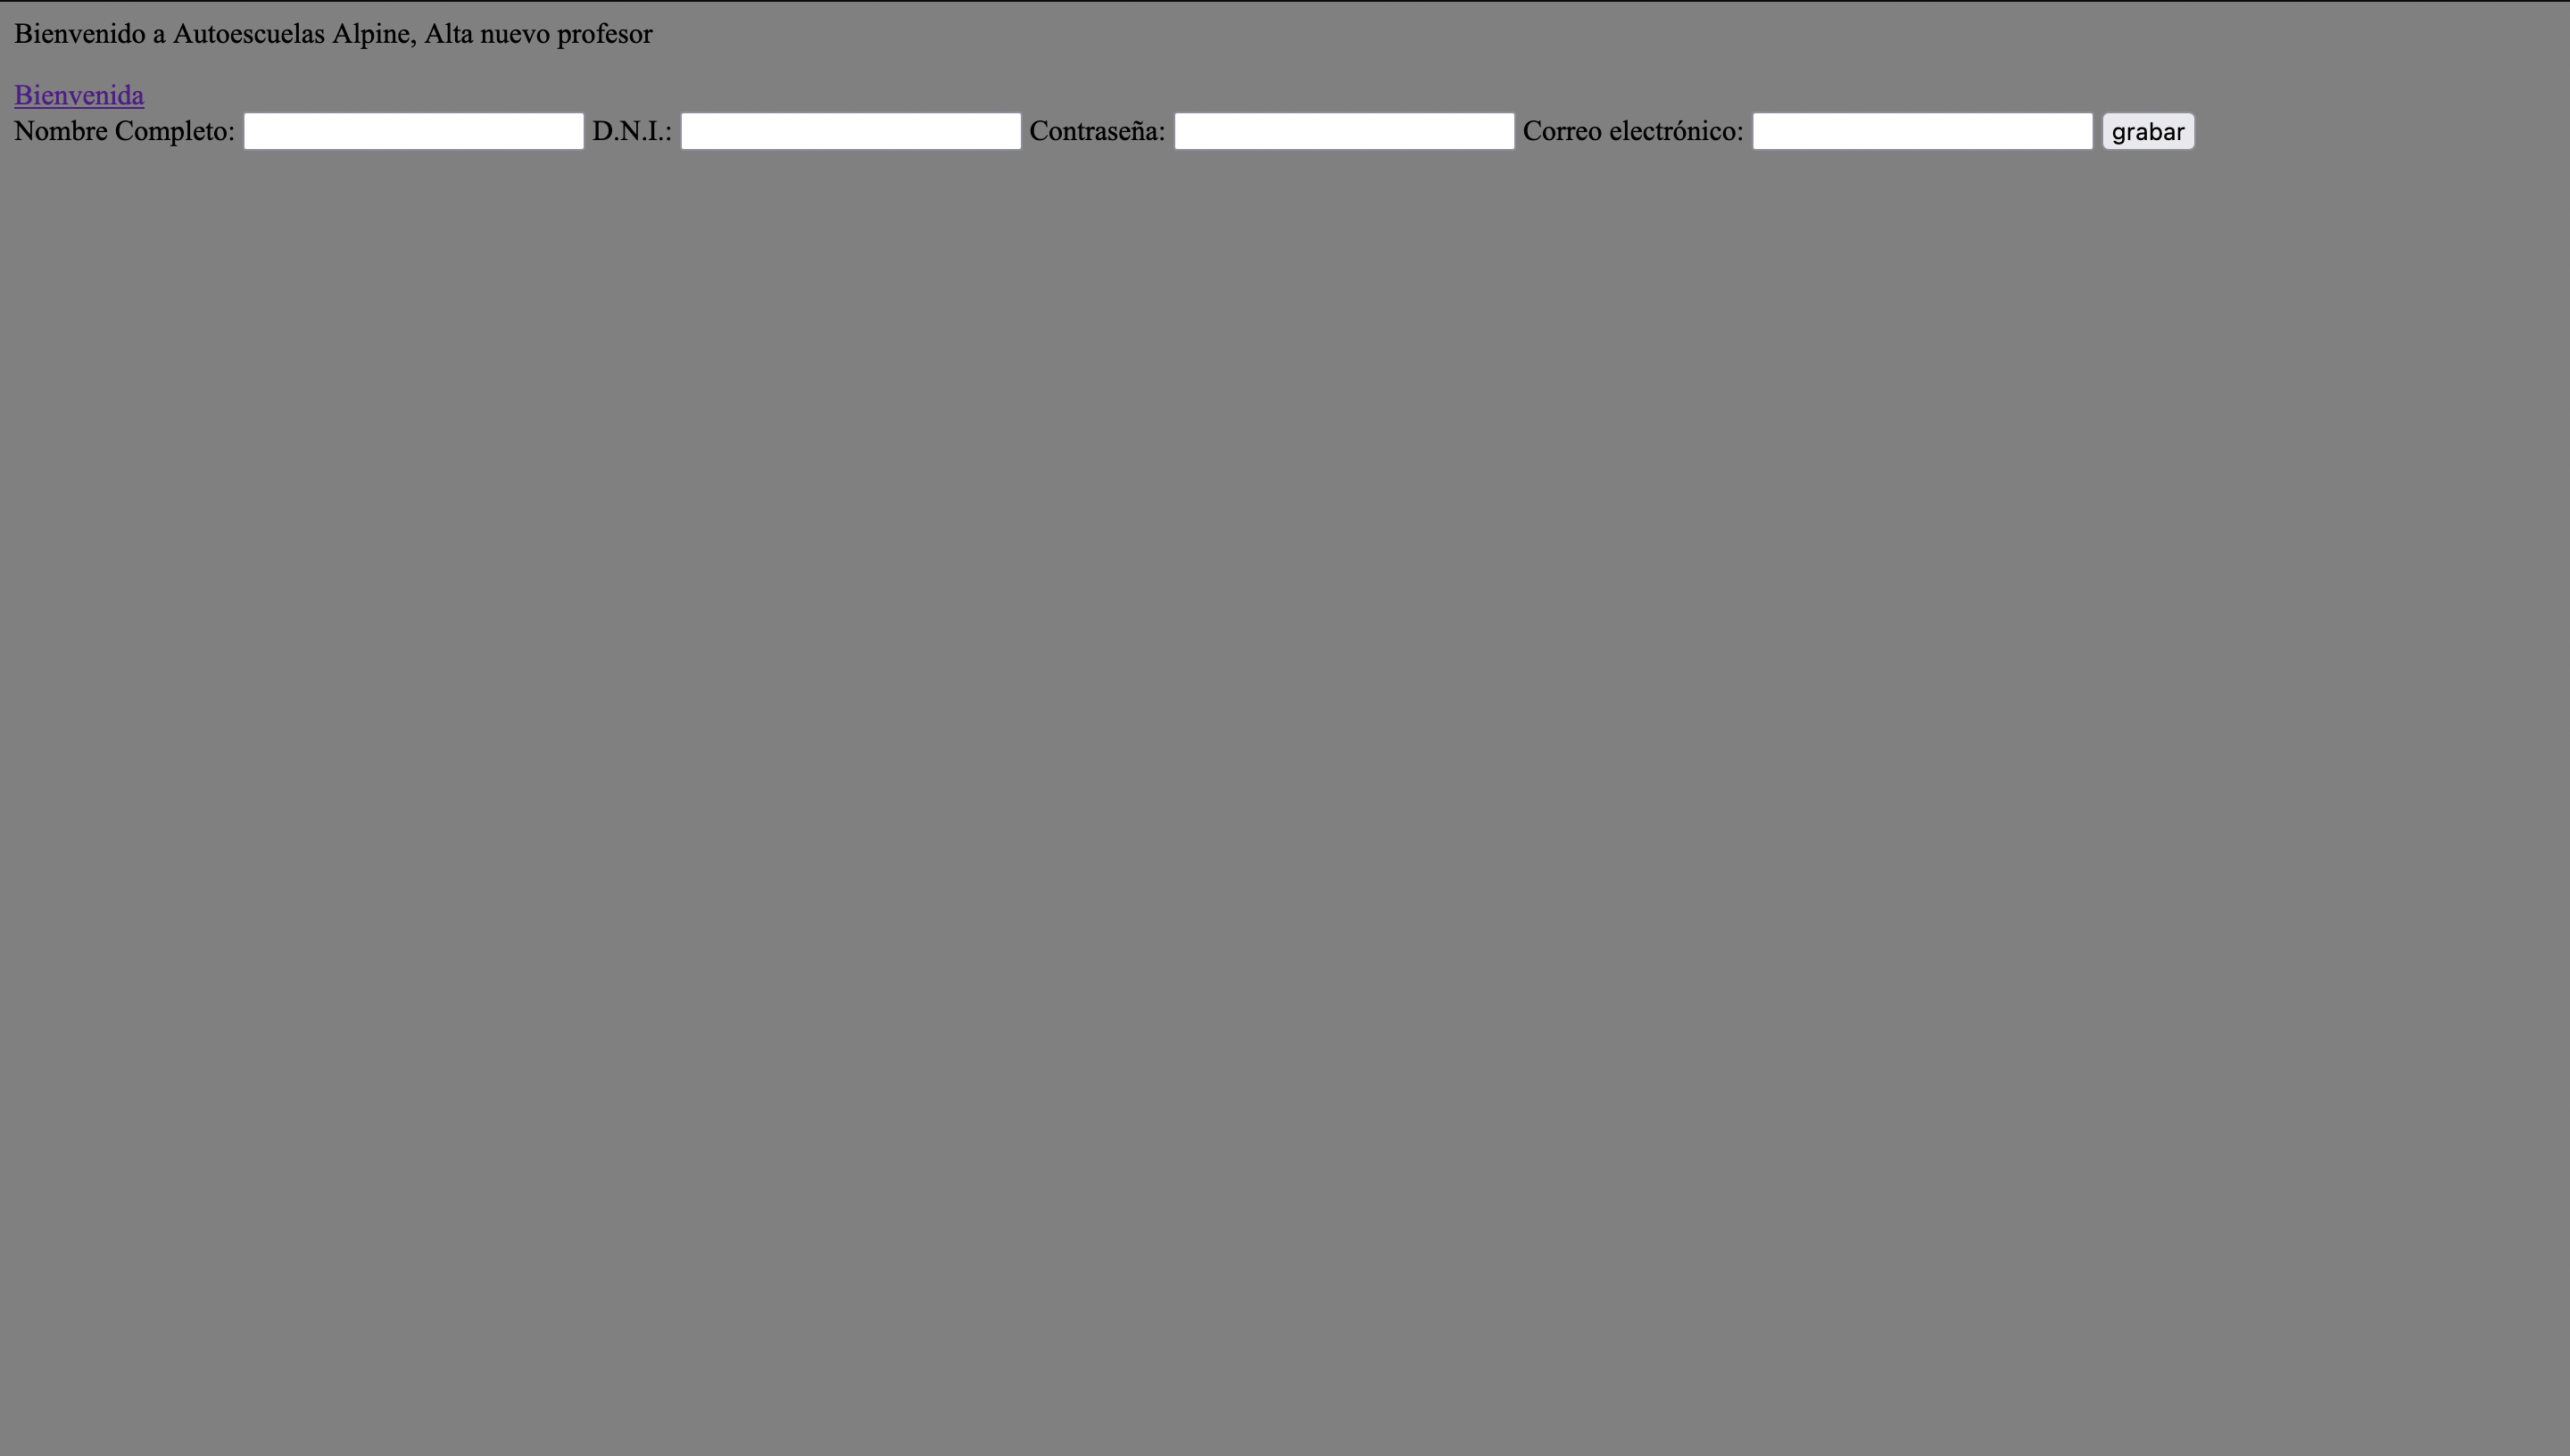 Bienvenido a Autoescuelas Alpine, Alta nuevo profesor
Bienvenida
Nombre Completo: D.N.I.: Contraseña: Correo electrónico: grabar